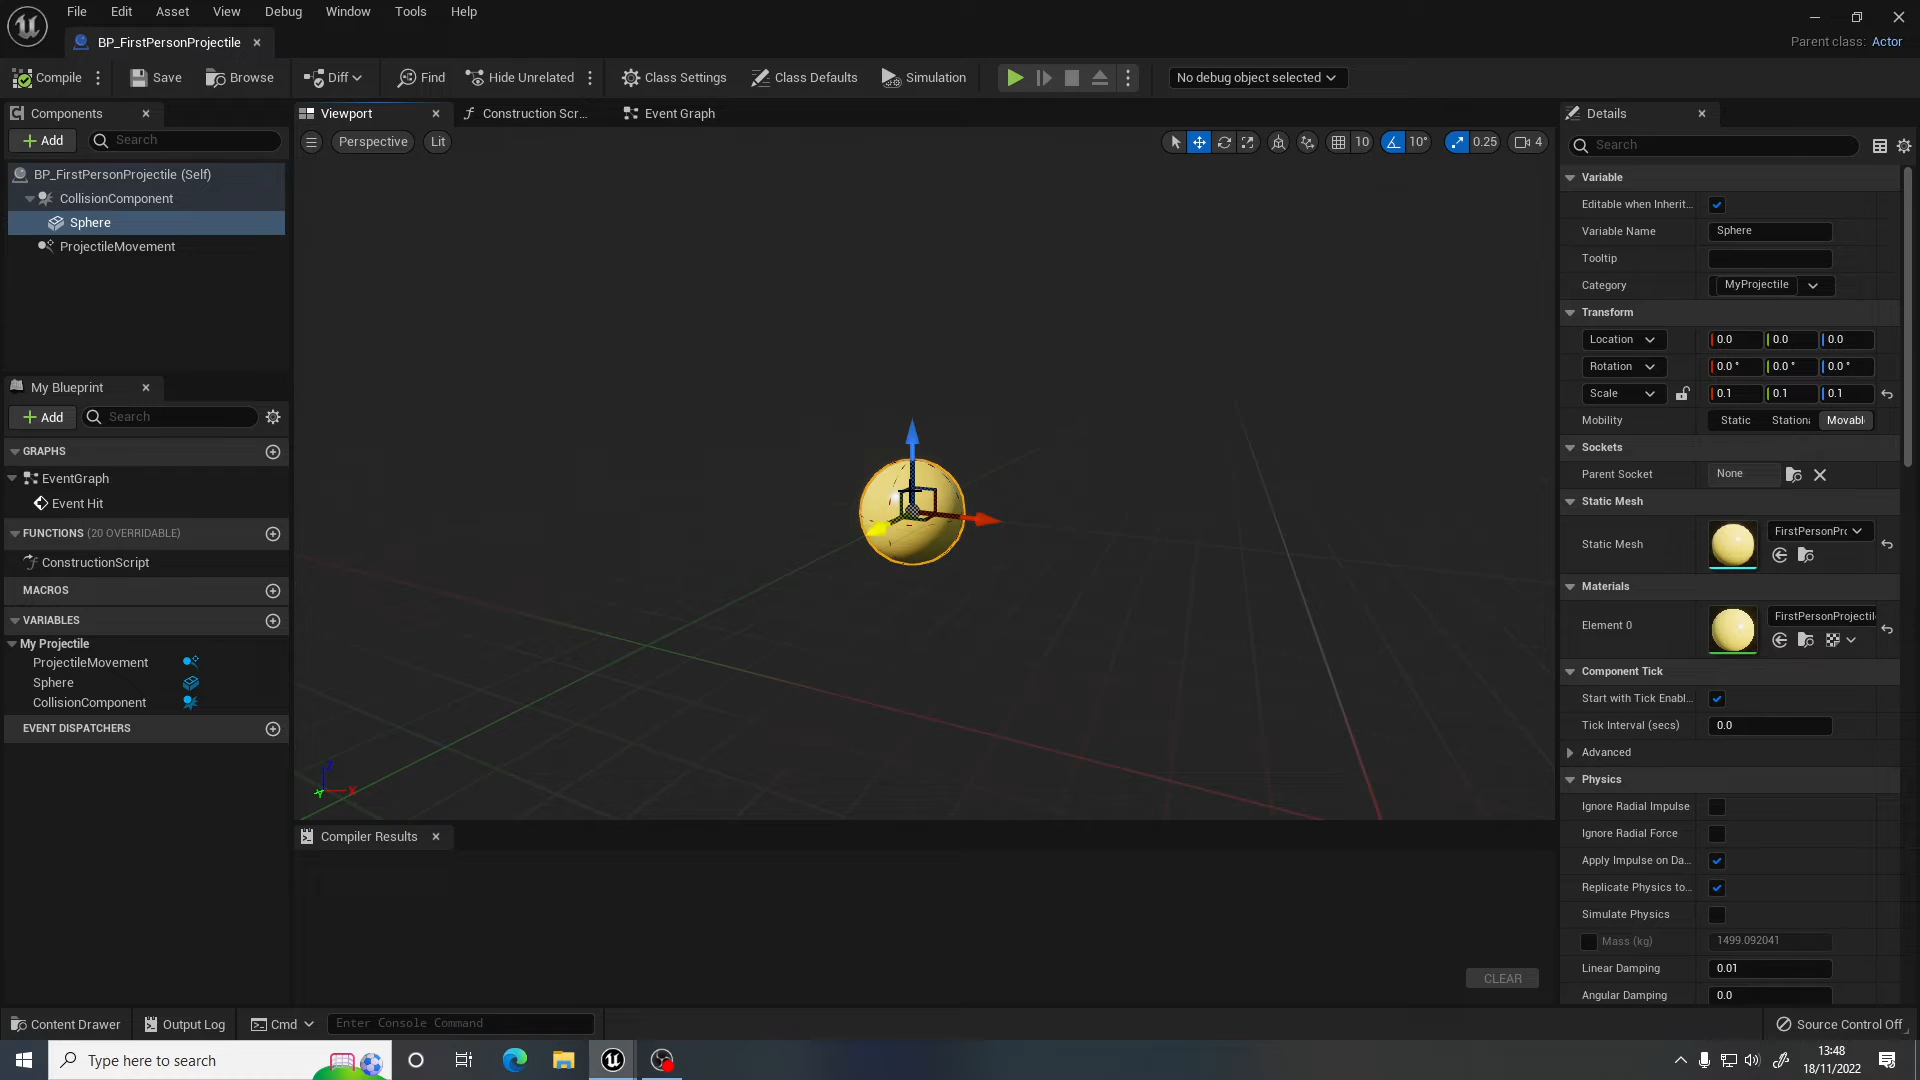 File Edit Asset View Debug Window Tools Help
BP_FirstPersonProjectile
Parent class: Actor
Compile Save Browse Diff Find Hide Unrelated Class Settings Class Defaults Simulation No debug object selected
Components
Add Search
BP_FirstPersonProjectile (Self)
CollisionComponent
Sphere
ProjectileMovement
My Blueprint
Add Search
GRAPHS
EventGraph
Event Hit
FUNCTIONS (20 OVERRIDABLE)
ConstructionScript
MACROS
VARIABLES
My Projectile
ProjectileMovement
Sphere
CollisionComponent
EVENT DISPATCHERS
Viewport Construction Scr... Event Graph
Perspective Lit 10 10° 0.25 4
Z
X
Y
Compiler Results
CLEAR
Details
Search
Variable
Editable when Inherit...
Variable Name Sphere
Tooltip
Category MyProjectile
Transform
Location 0.0 0.0 0.0
Rotation 0.0 ° 0.0 ° 0.0 °
Scale 0.1 0.1 0.1
Mobility Static Station Movabl
Sockets
Parent Socket None
Static Mesh
Static Mesh FirstPersonPro
Materials
Element 0 FirstPersonProjectil
Component Tick
Start with Tick Enabl...
Tick Interval (secs) 0.0
Advanced
Physics
Ignore Radial Impulse
Ignore Radial Force
Apply Impulse on Da...
Replicate Physics to...
Simulate Physics
Mass (kg) 1499.092041
Linear Damping 0.01
Angular Damping 0.0
Content Drawer Output Log Cmd Enter Console Command Source Control Off
Type here to search
13:48
18/11/2022